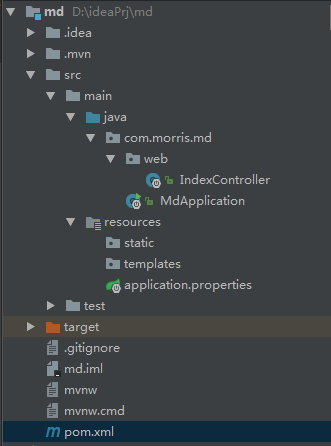 md D:\ideaPrj\md
.idea
.mvn
src
main
java
com.morris.md
web
IndexController
MdApplication
resources
static
templates
application.properties
test
target
.gitignore
md.iml
mvnw
mvnw.cmd
pom.xml